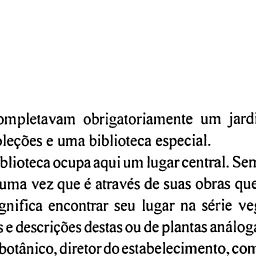 ompletavam obrigatoriamente um jardi
oleções e uma biblioteca especial.
blioteca ocupa aqui um lugar central. Sem
uma vez que é através de suas obras que
gnifica encontrar seu lugar na série veg
s e descrições destas ou de plantas análoga
botânico, diretor do estabelecimento, com